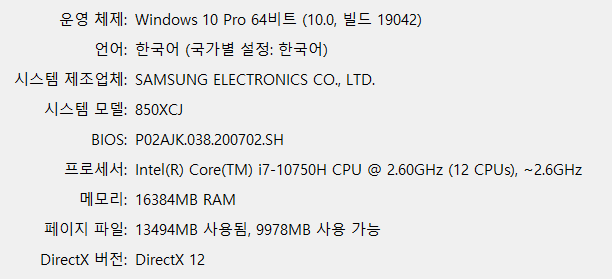 운영 체제: Windows 10 Pro 64비트 (10.0, 빌드 19042)
언어: 한국어 (국가별 설정: 한국어)
시스템 제조업체: SAMSUNG ELECTRONICS CO., LTD.
시스템 모델: 850XCJ
BIOS: P02AJK.038.200702.SH
프로세서: Intel(R) Core(TM) i7-10750H CPU @ 2.60GHz (12 CPUs), ~2.6GHz
메모리: 16384MB RAM
페이지 파일: 13494MB 사용됨, 9978MB 사용 가능
DirectX 버전: DirectX 12